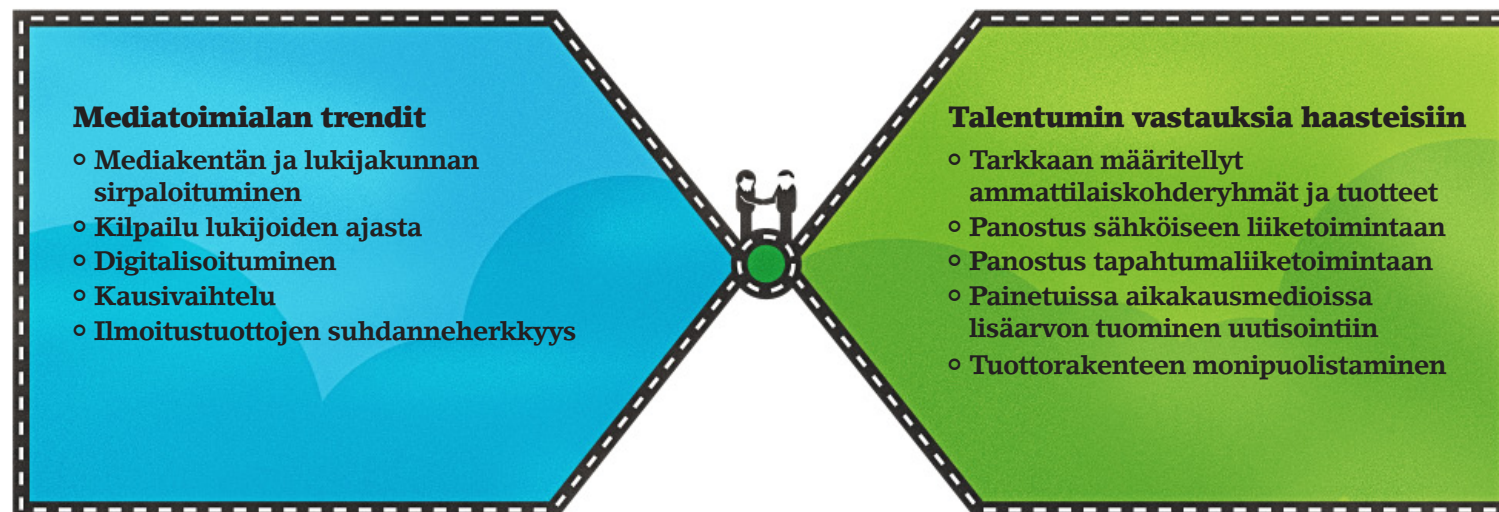 Mediatoimialan trendit
Mediakentän ja lukijakunnan
sirpaloituminen
Kilpailu lukijoiden ajasta
Digitalisoituminen
Kausivaihtelu
Ilmoitustuottojen suhdanneherkkyys
Talentumin vastauksia haasteisiin
Tarkkaan määritellyt
ammattilaiskohderyhmät ja tuotteet
Panostus sähköiseen liiketoimintaan
Panostus tapahtumaliiketoimintaan
Painetuissa aikakausmedioissa
lisäarvon tuominen uutisointiin
Tuottorakenteen monipuolistaminen